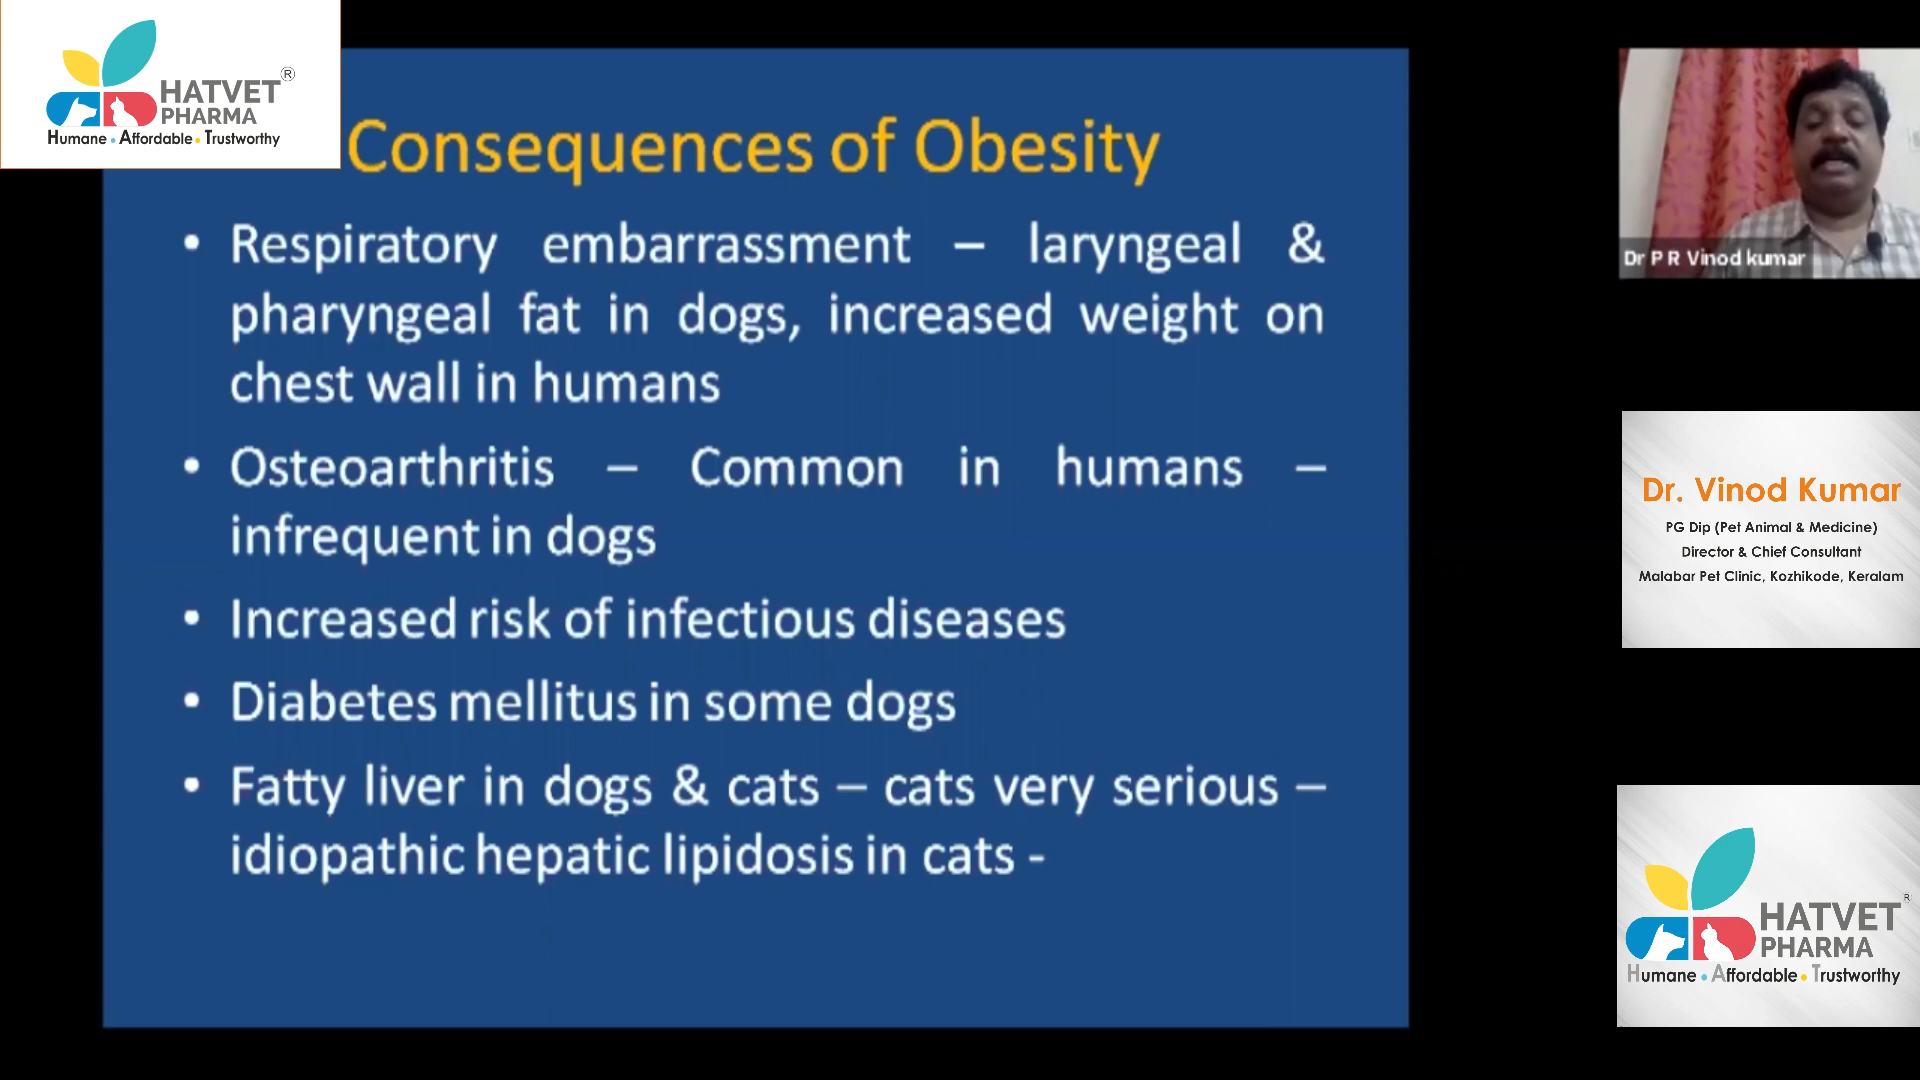 HATVET®
PHARMA
Humane • Affordable • Trustworthy
Consequences of Obesity
• Respiratory embarrassment – laryngeal &
pharyngeal fat in dogs, increased weight on
chest wall in humans
• Osteoarthritis – Common in humans –
infrequent in dogs
• Increased risk of infectious diseases
• Diabetes mellitus in some dogs
• Fatty liver in dogs & cats – cats very serious –
idiopathic hepatic lipidosis in cats -
Dr P R Vinod kumar
Dr. Vinod Kumar
PG Dip (Pet Animal & Medicine)
Director & Chief Consultant
Malabar Pet Clinic, Kozhikode, Keralam
HATVET®
PHARMA
Humane • Affordable • Trustworthy